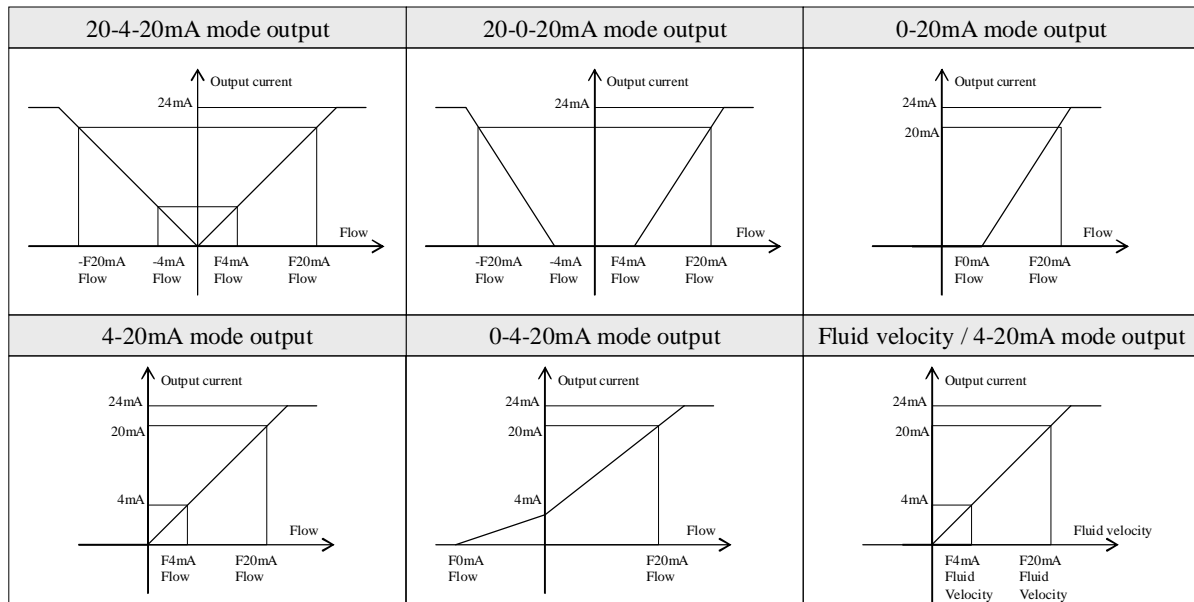 20-4-20mA mode output
20-0-20mA mode output
0-20mA mode output
Output current
24mA
Flow
-F20mA
Flow
-4mA
Flow
F4mA
Flow
F20mA
Flow
Output current
24mA
Flow
-F20mA
Flow
-4mA
Flow
F4mA
Flow
F20mA
Flow
Output current
24mA
20mA
Flow
F0mA
Flow
F20mA
Flow
4-20mA mode output
0-4-20mA mode output
Fluid velocity / 4-20mA mode output
Output current
24mA
20mA
4mA
Flow
F4mA
Flow
F20mA
Flow
Output current
24mA
20mA
4mA
Flow
F0mA
Flow
F20mA
Flow
Output current
24mA
20mA
4mA
Fluid velocity
F4mA
Fluid
Velocity
F20mA
Fluid
Velocity